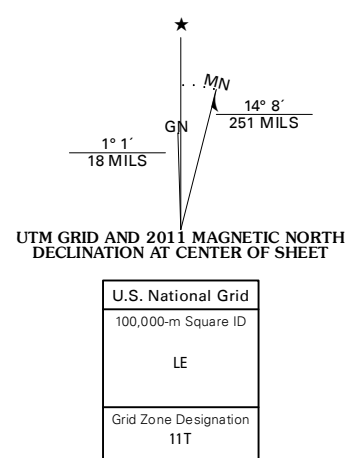 ★
MN
GN
14° 8´
251 MILS
1° 1´
18 MILS
UTM GRID AND 2011 MAGNETIC NORTH
DECLINATION AT CENTER OF SHEET
U.S. National Grid
100,000-m Square ID
LE
Grid Zone Designation
11T